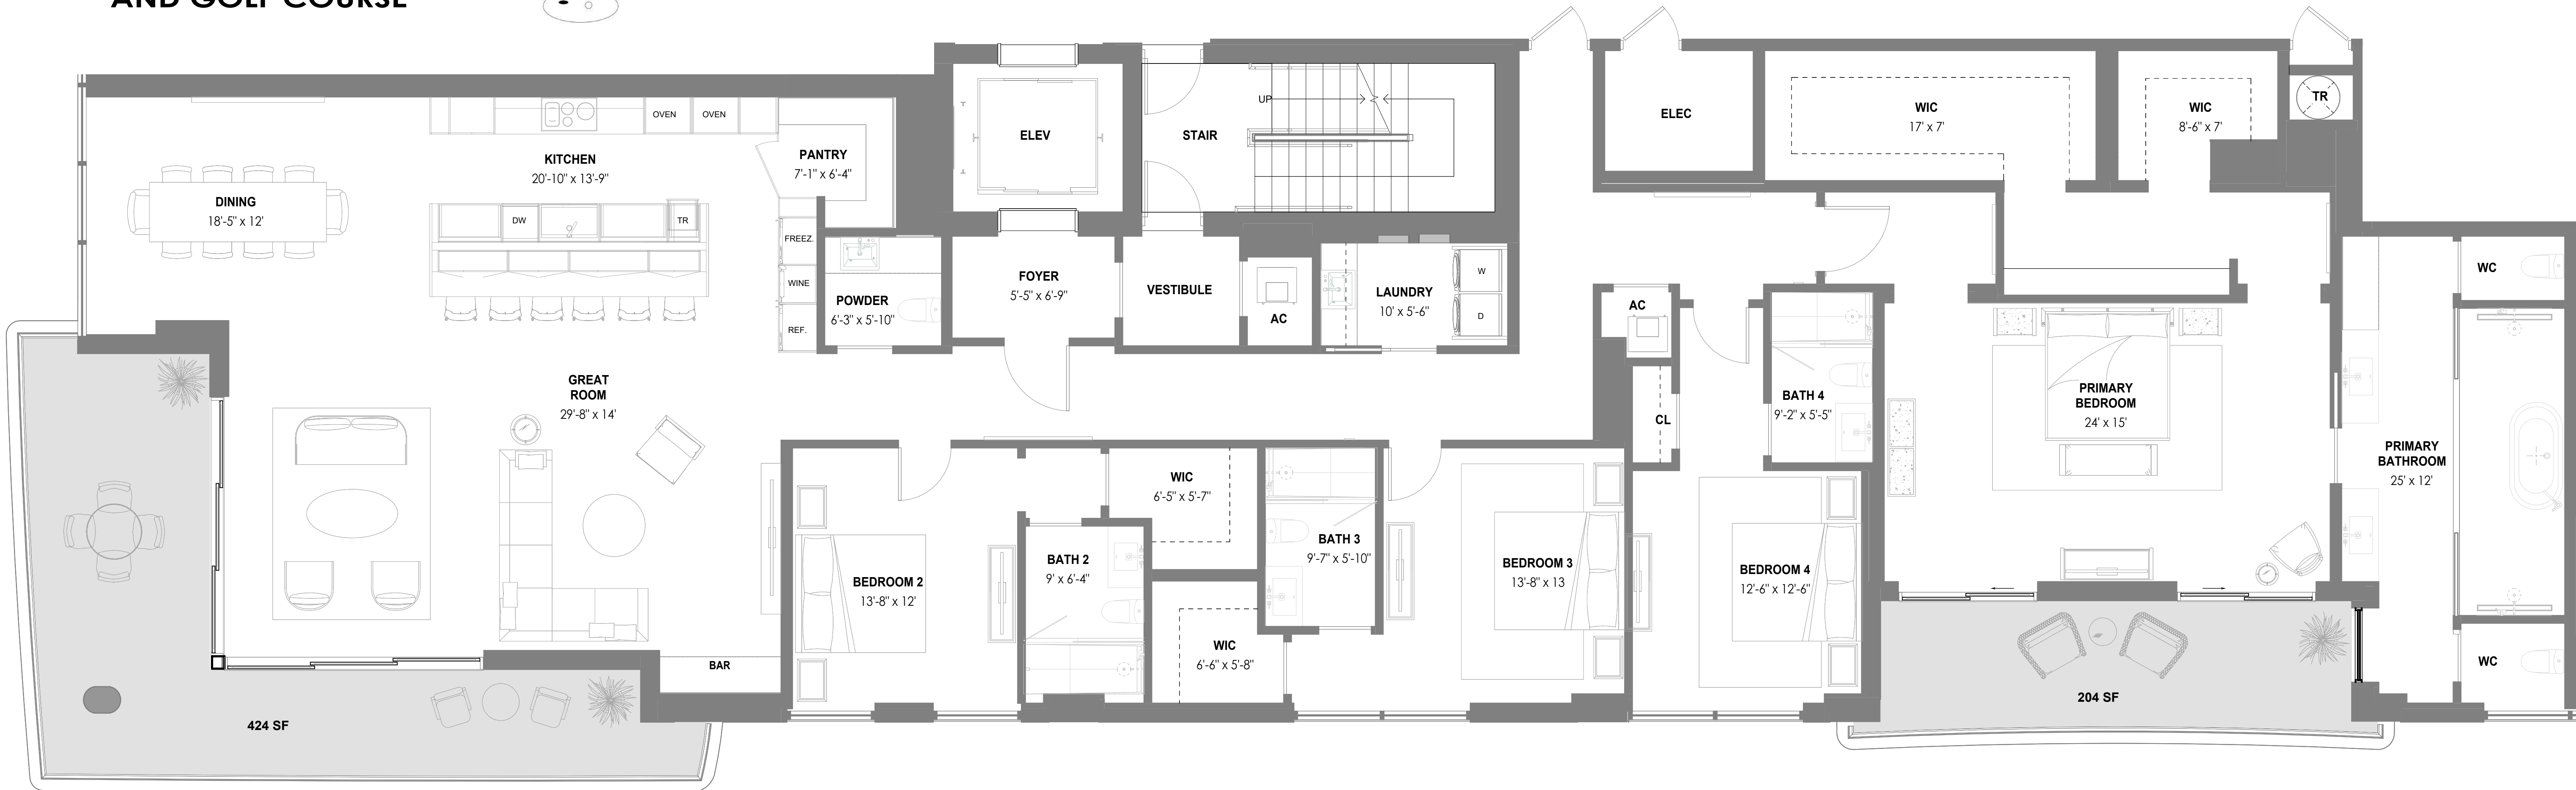 AND GOLF COURSE
DINING
18'-5" x 12'
KITCHEN
20'-10" x 13'-9"
OVEN
OVEN
DW
TR
PANTRY
7'-1" x 6'-4"
FREEZ.
WINE
REF.
POWDER
6'-3" x 5'-10"
ELEV
FOYER
5'-5" x 6'-9"
STAIR
UP
VESTIBULE
AC
LAUNDRY
10' x 5'-6"
W
D
ELEC
WIC
17' x 7'
WIC
8'-6" x 7'
TR
GREAT
ROOM
29'-8" x 14'
BAR
424 SF
BEDROOM 2
13'-8" x 12'
BATH 2
9' x 6'-4"
WIC
6'-5" x 5'-7"
WIC
6'-6" x 5'-8"
BATH 3
9'-7" x 5'-10"
BEDROOM 3
13'-8" x 13
AC
CL
BATH 4
9'-2" x 5'-5"
BEDROOM 4
12'-6" x 12'-6"
PRIMARY
BEDROOM
24' x 15'
PRIMARY
BATHROOM
25' x 12'
WC
WC
204 SF